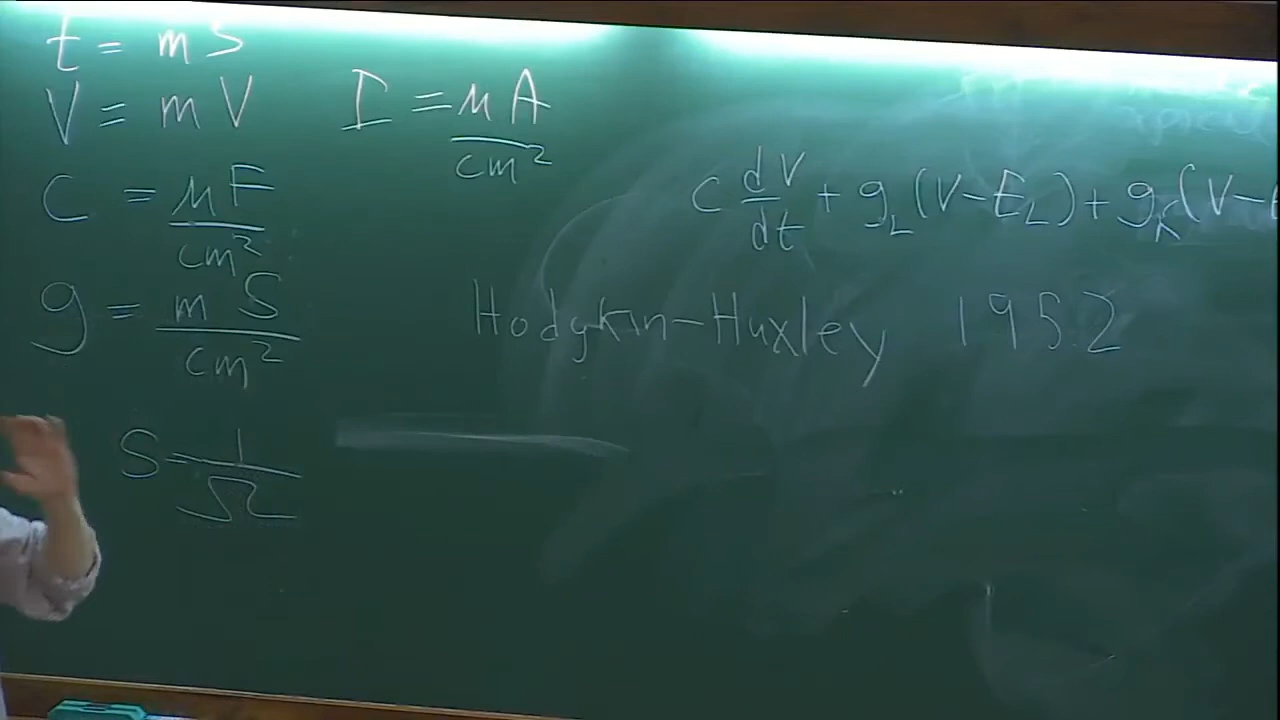 t = mS
V = mV
I = μA/cm²
C = μF/cm²
g = mS/cm²
S = 1/Ω
C dV/dt + g_L(V-E_L) + g_K(V-E
Hodgkin-Huxley 1952